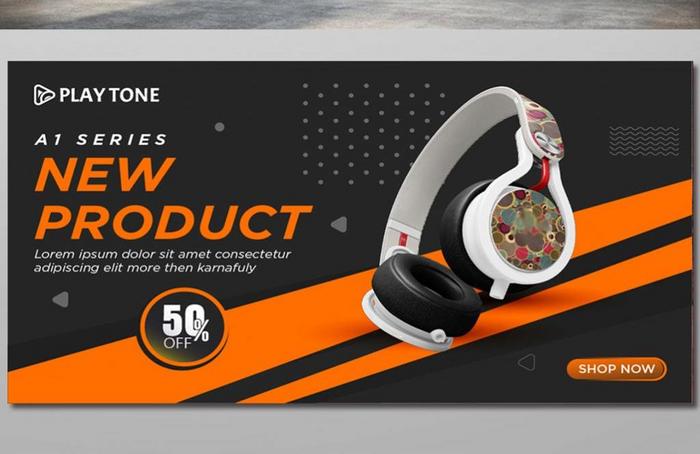 PLAY TONE
A1 SERIES
NEW
PRODUCT
Lorem ipsum dolor sit amet consectetur
adipiscing elit more then karnafuly
50%
OFF
SHOP NOW